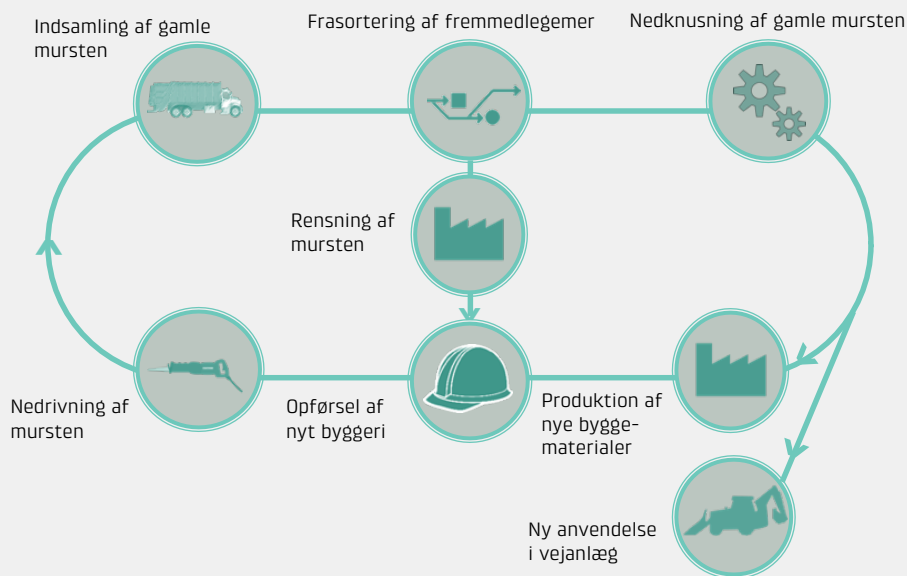 Indsamling af gamle
mursten
Frasortering af fremmedlegemer
Nedknusning af gamle mursten
Rensning af
mursten
Nedrivning af
mursten
Opførsel af
nyt byggeri
Produktion af
nye bygge-
materialer
Ny anvendelse
i vejanlæg